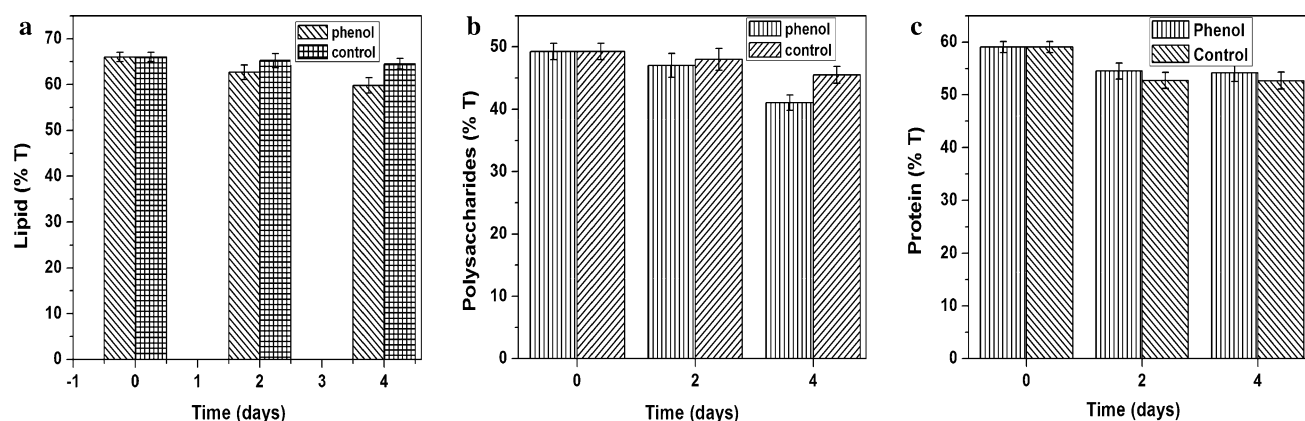 a
phenol
control
70
60
50
40
30
20
10
0
Lipid (% T)
-1 0 1 2 3 4
Time (days)
b
phenol
control
50
40
30
20
10
0
Polysaccharides (% T)
0 2 4
Time (days)
c
Phenol
Control
60
50
40
30
20
10
0
Protein (% T)
0 2 4
Time (days)